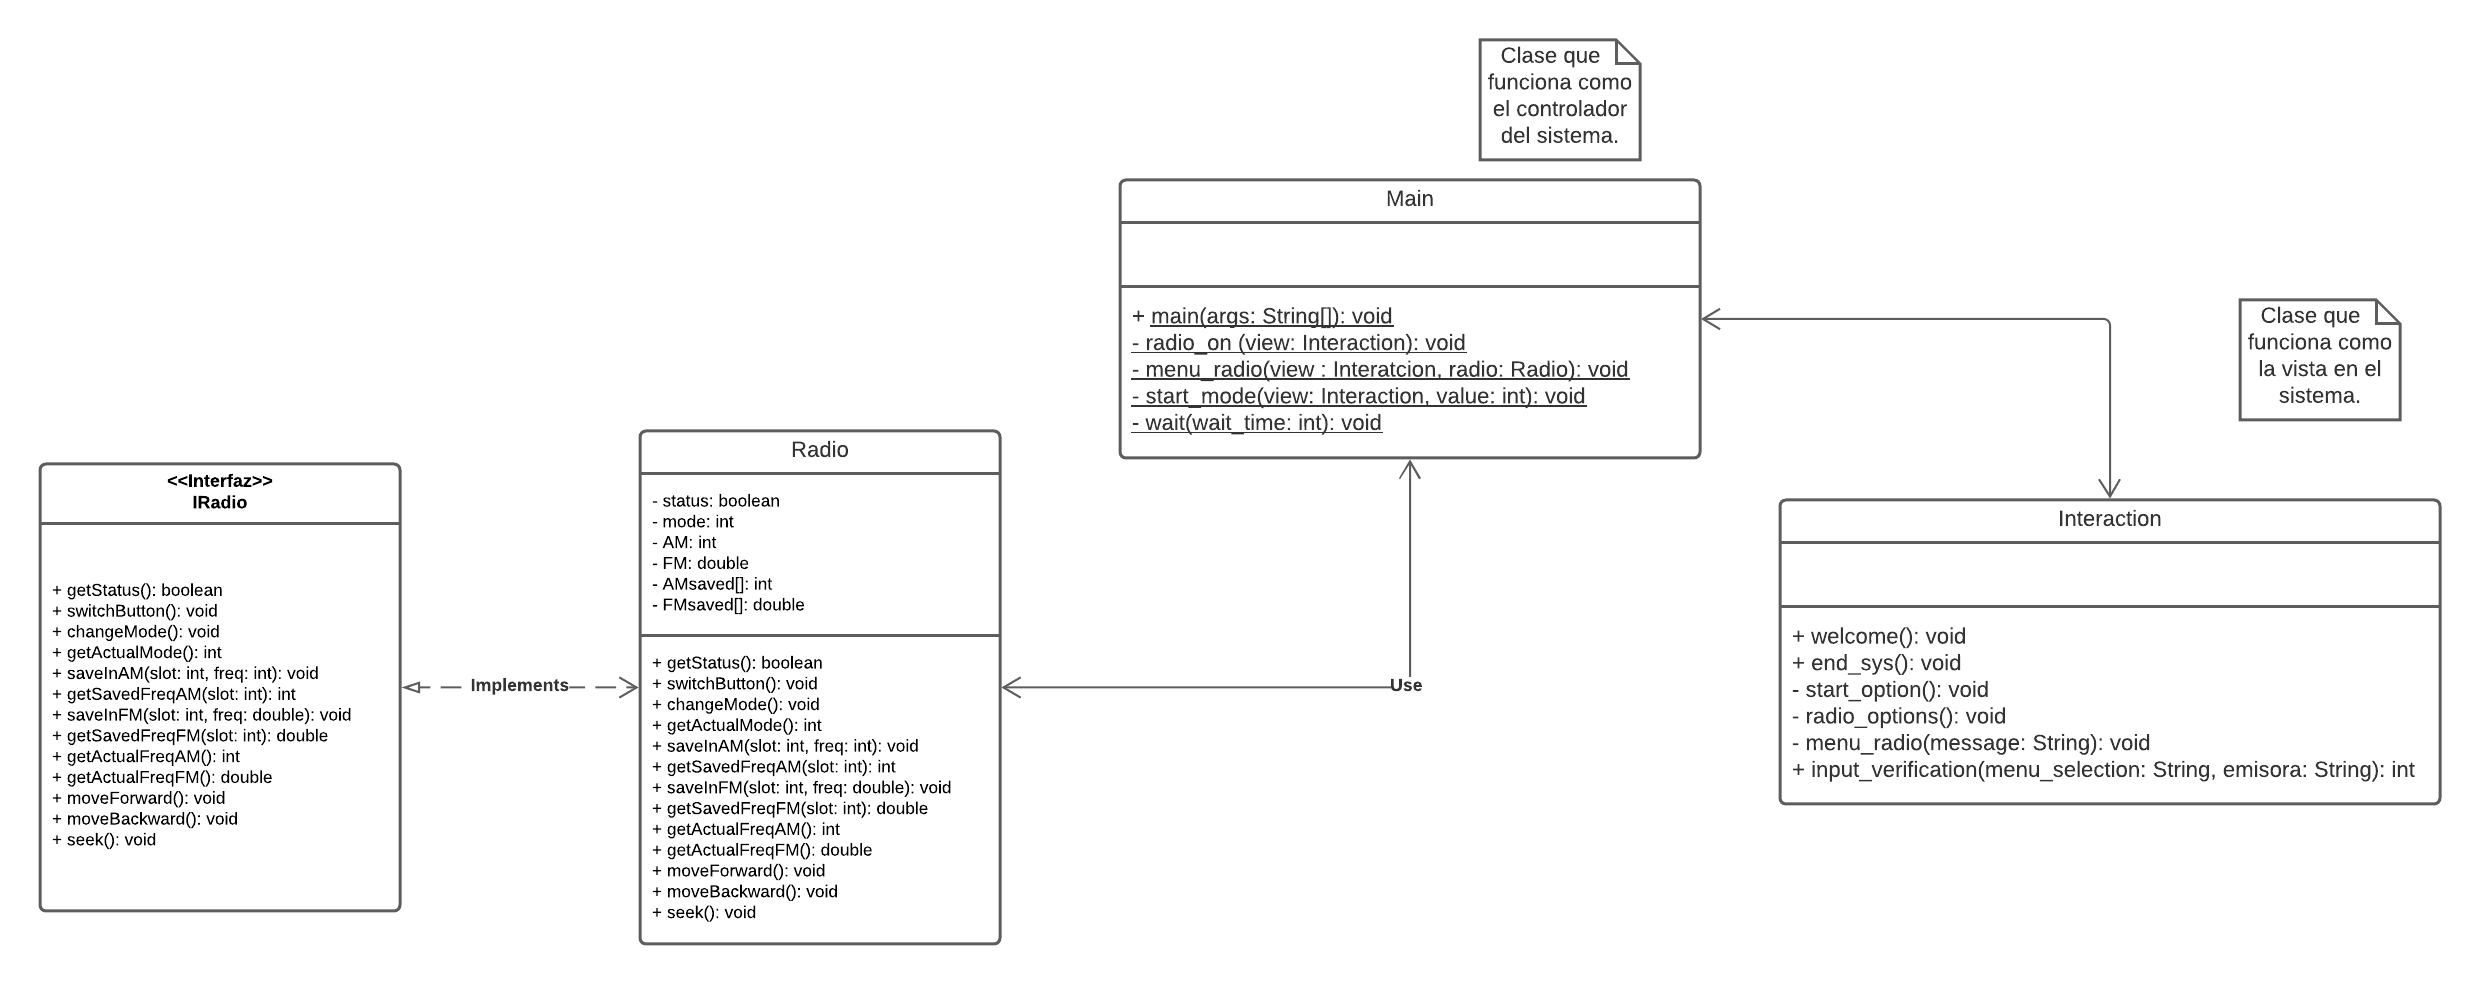 Clase que
funciona como
el controlador
del sistema.
Main
+ main(args: String[]): void
- radio_on (view: Interaction): void
- menu_radio(view : Interatcion, radio: Radio): void
- start_mode(view: Interaction, value: int): void
- wait(wait_time: int): void
Clase que
funciona como
la vista en el
sistema.
<<Interfaz>>
IRadio
+ getStatus(): boolean
+ switchButton(): void
+ changeMode(): void
+ getActualMode(): int
+ saveInAM(slot: int, freq: int): void
+ getSavedFreqAM(slot: int): int
+ saveInFM(slot: int, freq: double): void
+ getSavedFreqFM(slot: int): double
+ getActualFreqAM(): int
+ getActualFreqFM(): double
+ moveForward(): void
+ moveBackward(): void
+ seek(): void
Implements
Radio
- status: boolean
- mode: int
- AM: int
- FM: double
- AMsaved[]: int
- FMsaved[]: double
+ getStatus(): boolean
+ switchButton(): void
+ changeMode(): void
+ getActualMode(): int
+ saveInAM(slot: int, freq: int): void
+ getSavedFreqAM(slot: int): int
+ saveInFM(slot: int, freq: double): void
+ getSavedFreqFM(slot: int): double
+ getActualFreqAM(): int
+ getActualFreqFM(): double
+ moveForward(): void
+ moveBackward(): void
+ seek(): void
Use
Interaction
+ welcome(): void
+ end_sys(): void
- start_option(): void
- radio_options(): void
- menu_radio(message: String): void
+ input_verification(menu_selection: String, emisora: String): int